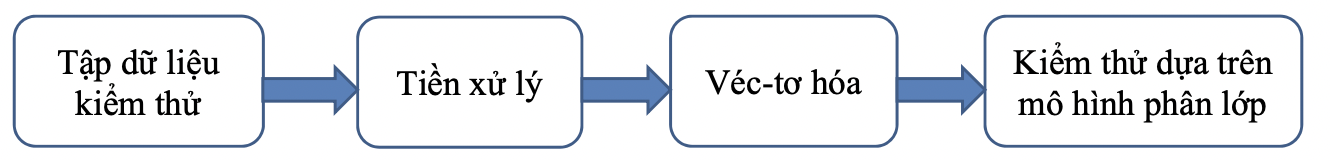 Tập dữ liệu
kiểm thử
Tiền xử lý
Véc-tơ hóa
Kiểm thử dựa trên
mô hình phân lớp